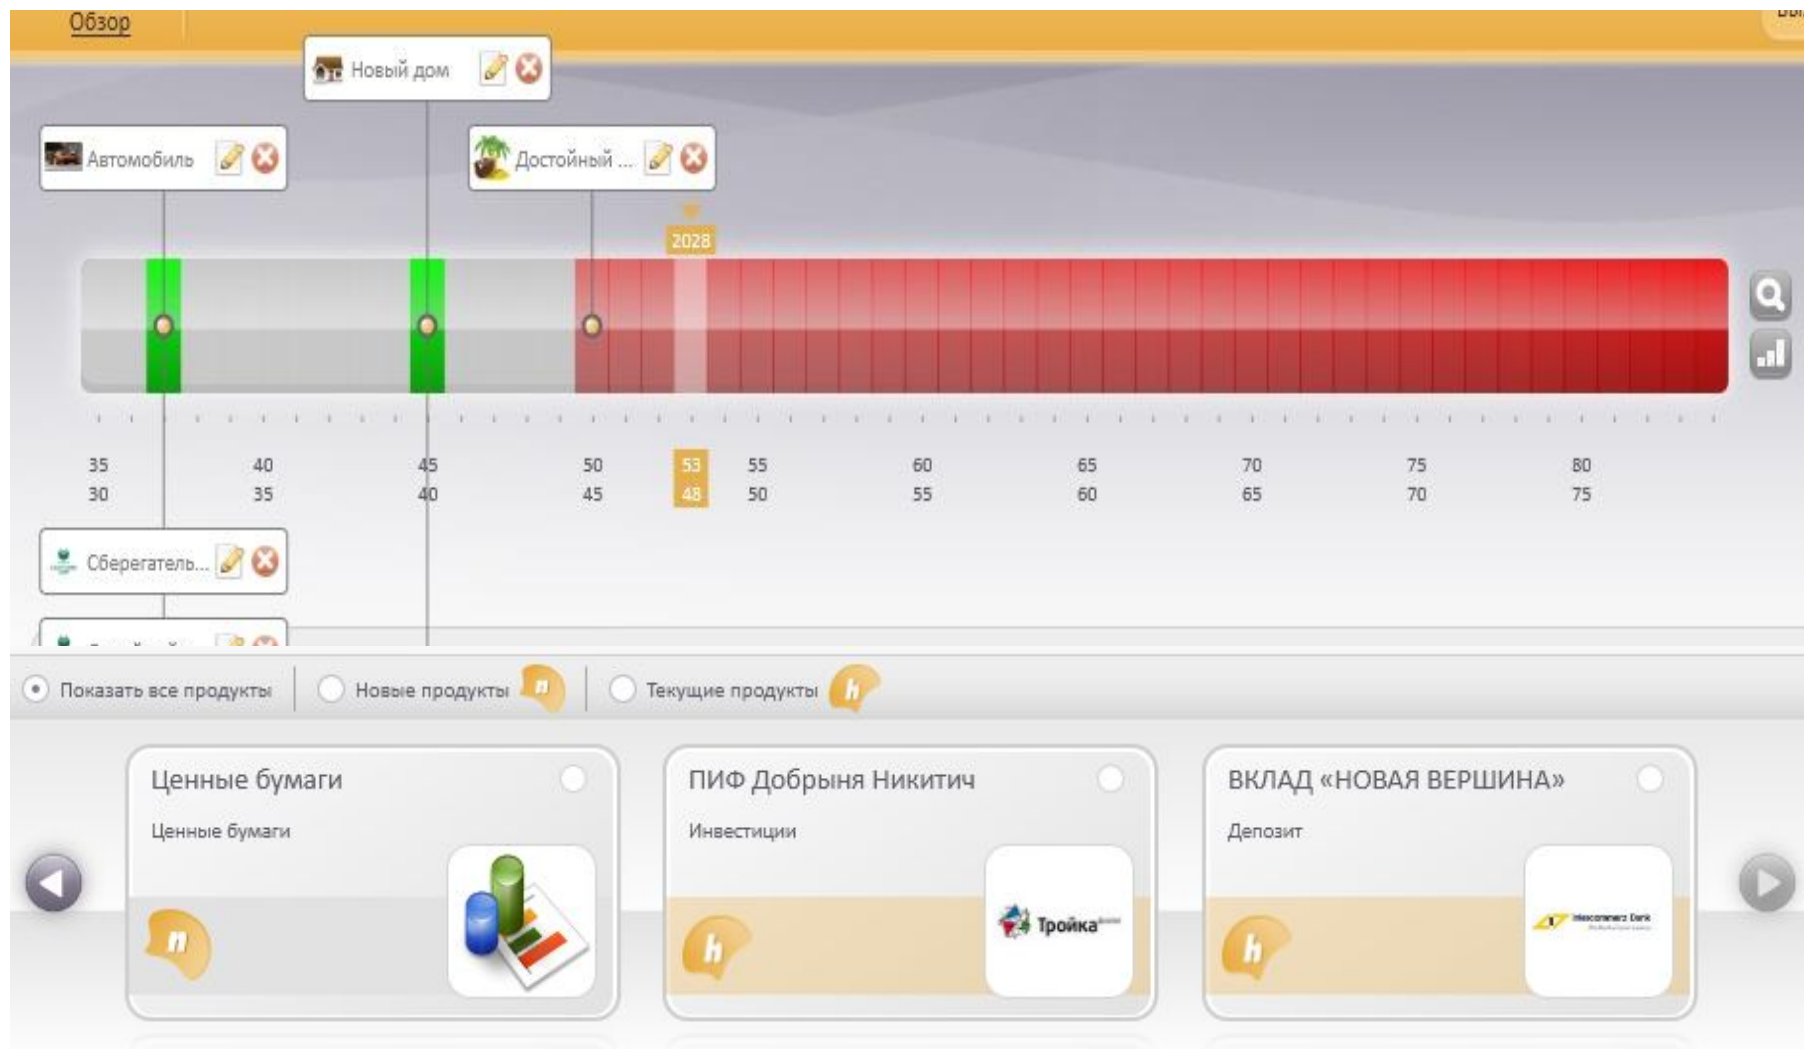 Обзор
Новый дом
Автомобиль
Достойный ...
2028
35 40 45 50 53 55 60 65 70 75 80
30 35 40 45 48 50 55 60 65 70 75
Сберегатель...
Показать все продукты
Новые продукты n
Текущие продукты h
Ценные бумаги
Ценные бумаги
n
ПИФ Добрыня Никитич
Инвестиции
Тройка
h
ВКЛАД «НОВАЯ ВЕРШИНА»
Депозит
Intercommerz Bank
h